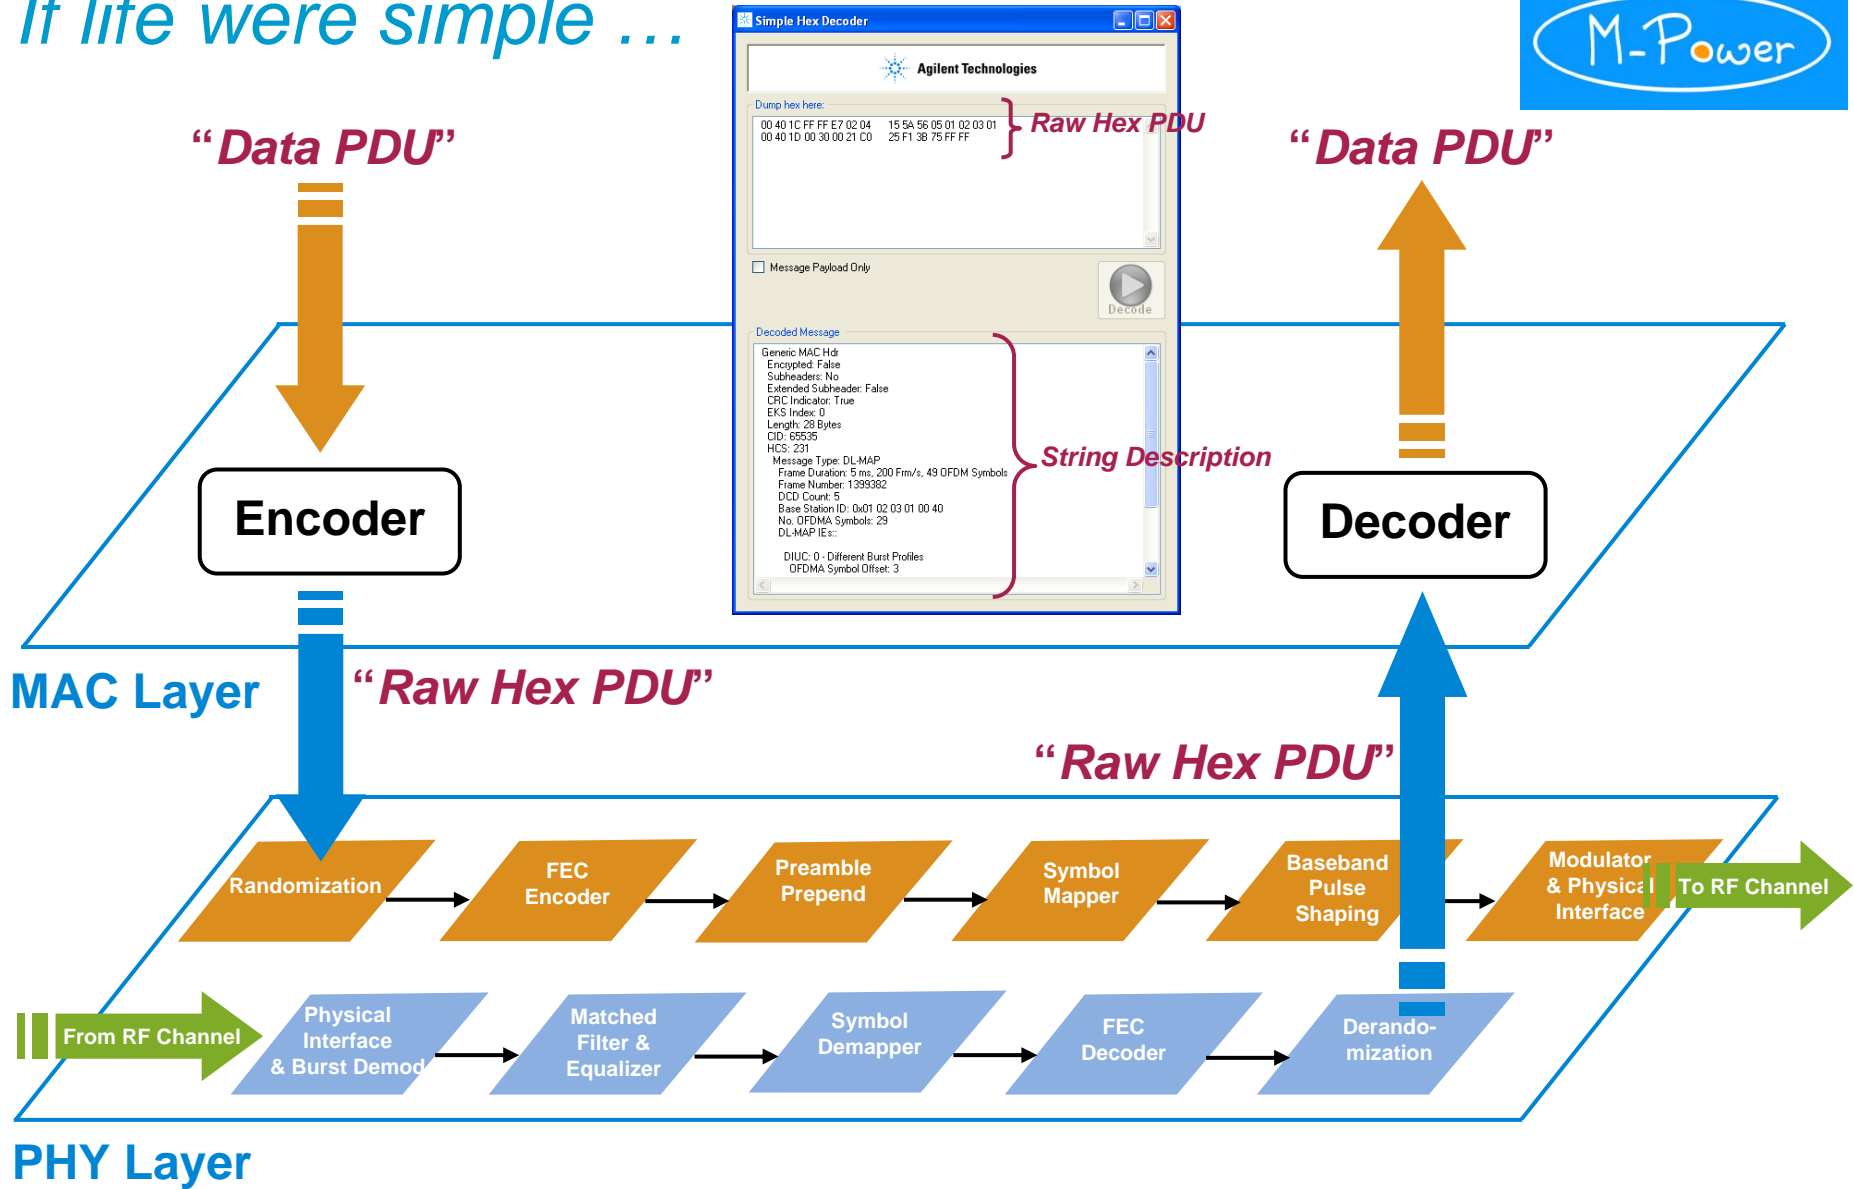 If life were simple …
M-Power
Simple Hex Decoder
Agilent Technologies
Dump hex here:
00 40 1C FF FF E7 02 04    15 5A 56 05 01 02 03 01
00 40 1D 00 30 00 21 C0    25 F1 3B 75 FF FF
Raw Hex PDU
“Data PDU”
“Data PDU”
Message Payload Only
Decode
Decoded Message
Generic MAC Hdr
Encrypted: False
Subheaders: No
Extended Subheader: False
CRC Indicator: True
EKS Index: 0
Length: 28 Bytes
CID: 65535
HCS: 231
Message Type: DL-MAP
Frame Duration: 5 ms, 200 Frm/s, 49 OFDM Symbols
Frame Number: 1399382
DCD Count: 5
Base Station ID: 0x01 02 03 01 00 40
No. OFDMA Symbols: 29
DL-MAP IEs::
DIUC: 0 - Different Burst Profiles
OFDMA Symbol Offset: 3
String Description
Encoder
Decoder
MAC Layer
“Raw Hex PDU”
“Raw Hex PDU”
Randomization
FEC
Encoder
Preamble
Prepend
Symbol
Mapper
Baseband
Pulse
Shaping
Modulator
& Physical
Interface
To RF Channel
From RF Channel
Physical
Interface
& Burst Demod
Matched
Filter &
Equalizer
Symbol
Demapper
FEC
Decoder
Derando-
mization
PHY Layer